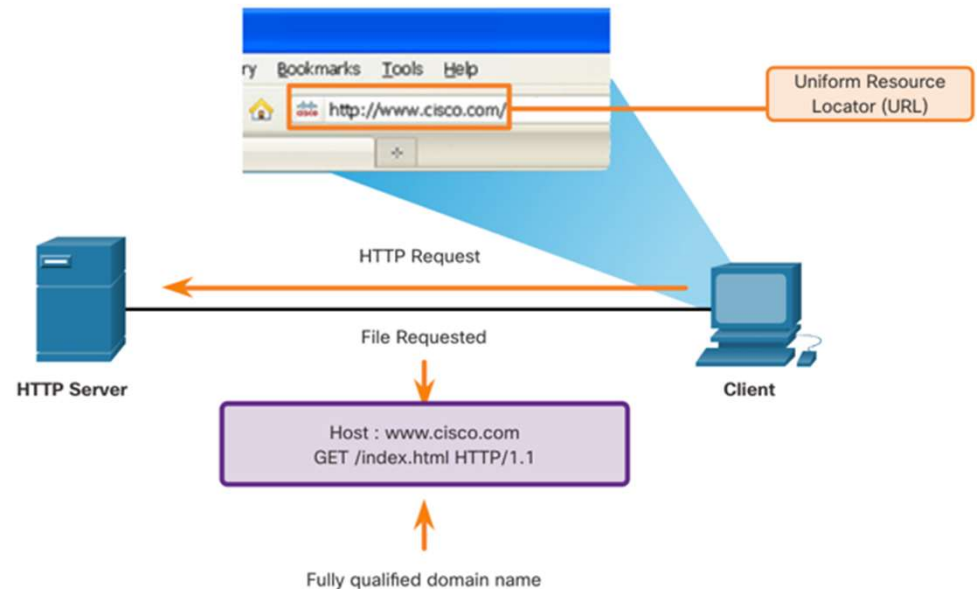 ry Bookmarks Tools Help
cisco http://www.cisco.com/
Uniform Resource
Locator (URL)
HTTP Request
File Requested
HTTP Server
Client
Host : www.cisco.com
GET /index.html HTTP/1.1
Fully qualified domain name